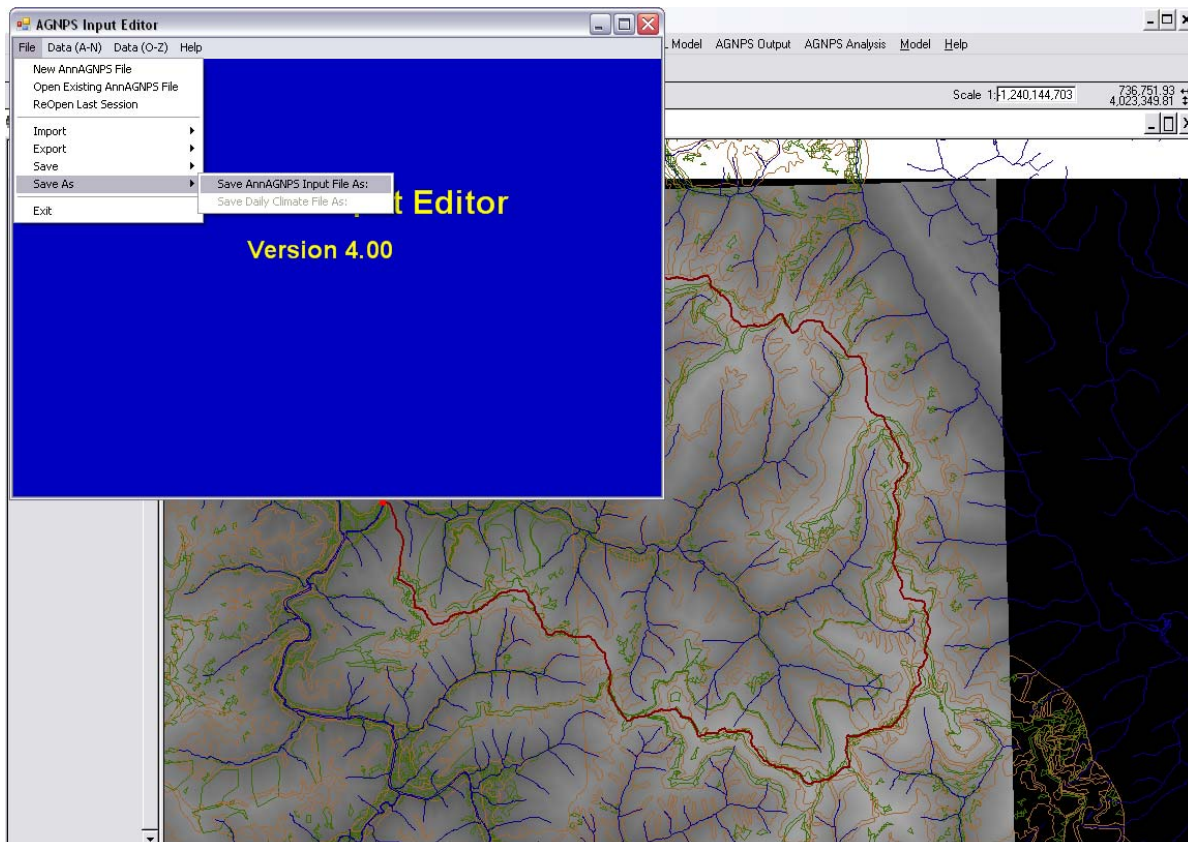 AGNPS Input Editor
File Data (A-N) Data (O-Z) Help
New AnnAGNPS File
Open Existing AnnAGNPS File
ReOpen Last Session
Import
Export
Save
Save As
Exit
Save AnnAGNPS Input File As:
Save Daily Climate File As:
Editor
Version 4.00
Model AGNPS Output AGNPS Analysis Model Help
Scale 1:-1,240,144,703
736,751.93
4,023,349.81